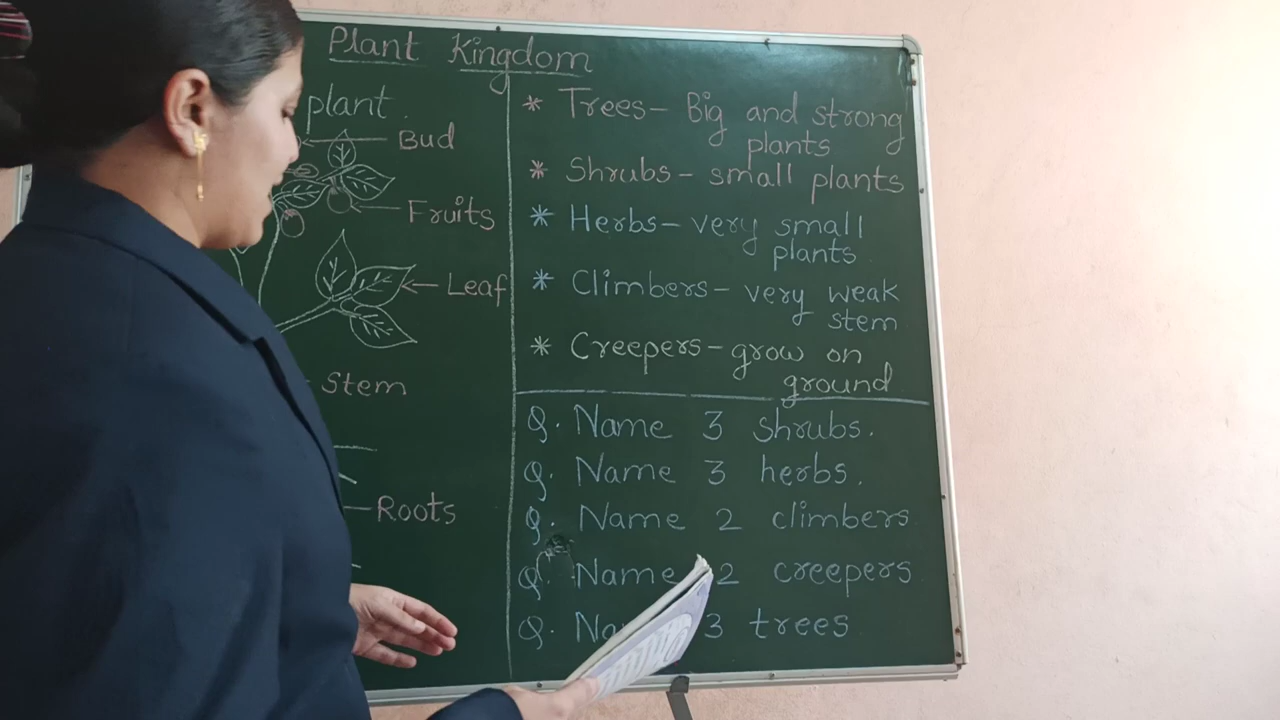 Plant Kingdom
plant
Bud
Fruits
Leaf
Stem
Roots
* Trees - Big and strong
plants
* Shrubs - small plants
* Herbs - very small
plants
* Climbers - very weak
stem
* Creepers - grow on
ground
Q. Name 3 shrubs.
Q. Name 3 herbs.
Q. Name 2 climbers
Q. Name 2 creepers
Q. 3 trees